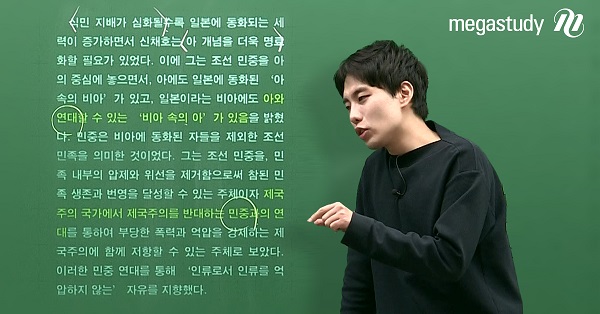 megastudy
식민 지배가 심화될수록 일본에 동화되는 세
력이 증가하면서 신채호는 아 개념을 더욱 명료
화할 필요가 있었다. 이에 그는 조선 민중을 아
의 중심에 놓으면서, 아에도 일본에 동화된 ‘아
속의 비아’가 있고, 일본이라는 비아에도 아와
연대할 수 있는 ‘비아 속의 아’가 있음을 밝혔
다. 민중은 비아에 동화된 자들을 제외한 조선
민족을 의미한 것이었다. 그는 조선 민중을, 민
족 내부의 압제와 위선을 제거함으로써 참된 민
족 생존과 번영을 달성할 수 있는 주체이자 제국
주의 국가에서 제국주의를 반대하는 민중과의 연
대를 통하여 부당한 폭력과 억압을 강제하는 제
국주의에 함께 저항할 수 있는 주체로 보았다.
이러한 민중 연대를 통해 ‘인류로서 인류를 억
압하지 않는’ 자유를 지향했다.